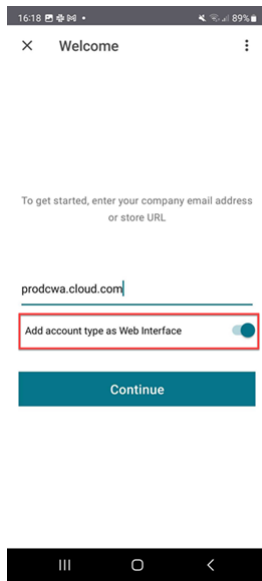 16:18 89%
Welcome
To get started, enter your company email address
or store URL
prodcwa.cloud.com
Add account type as Web Interface
Continue